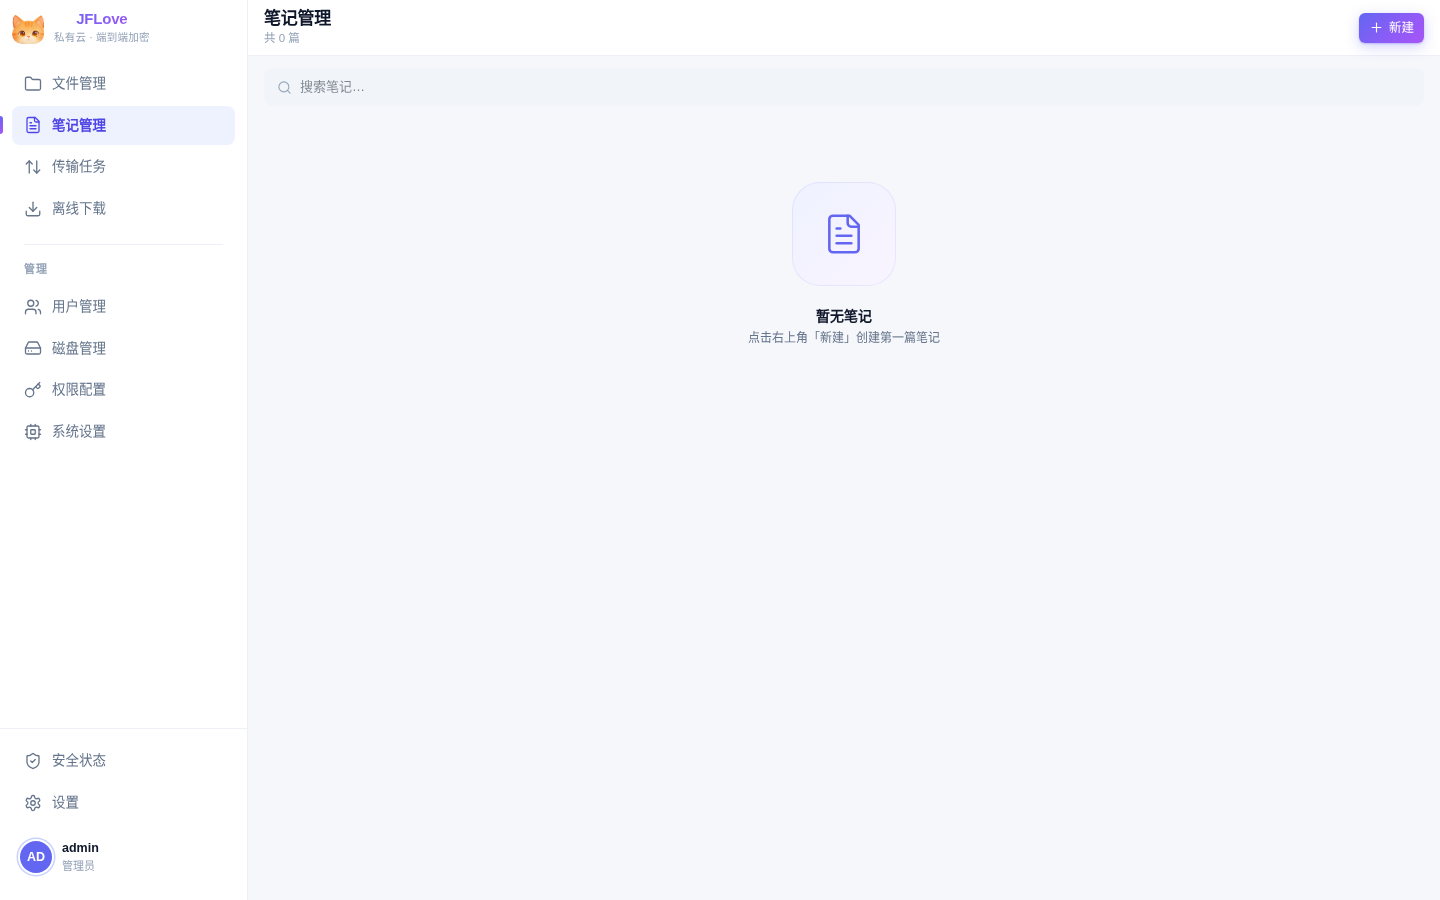 JFLove
私有云 · 端到端加密
文件管理
笔记管理
传输任务
离线下载
管理
用户管理
磁盘管理
权限配置
系统设置
安全状态
设置
AD
admin
管理员
笔记管理
共 0 篇
新建
搜索笔记…
暂无笔记
点击右上角「新建」创建第一篇笔记